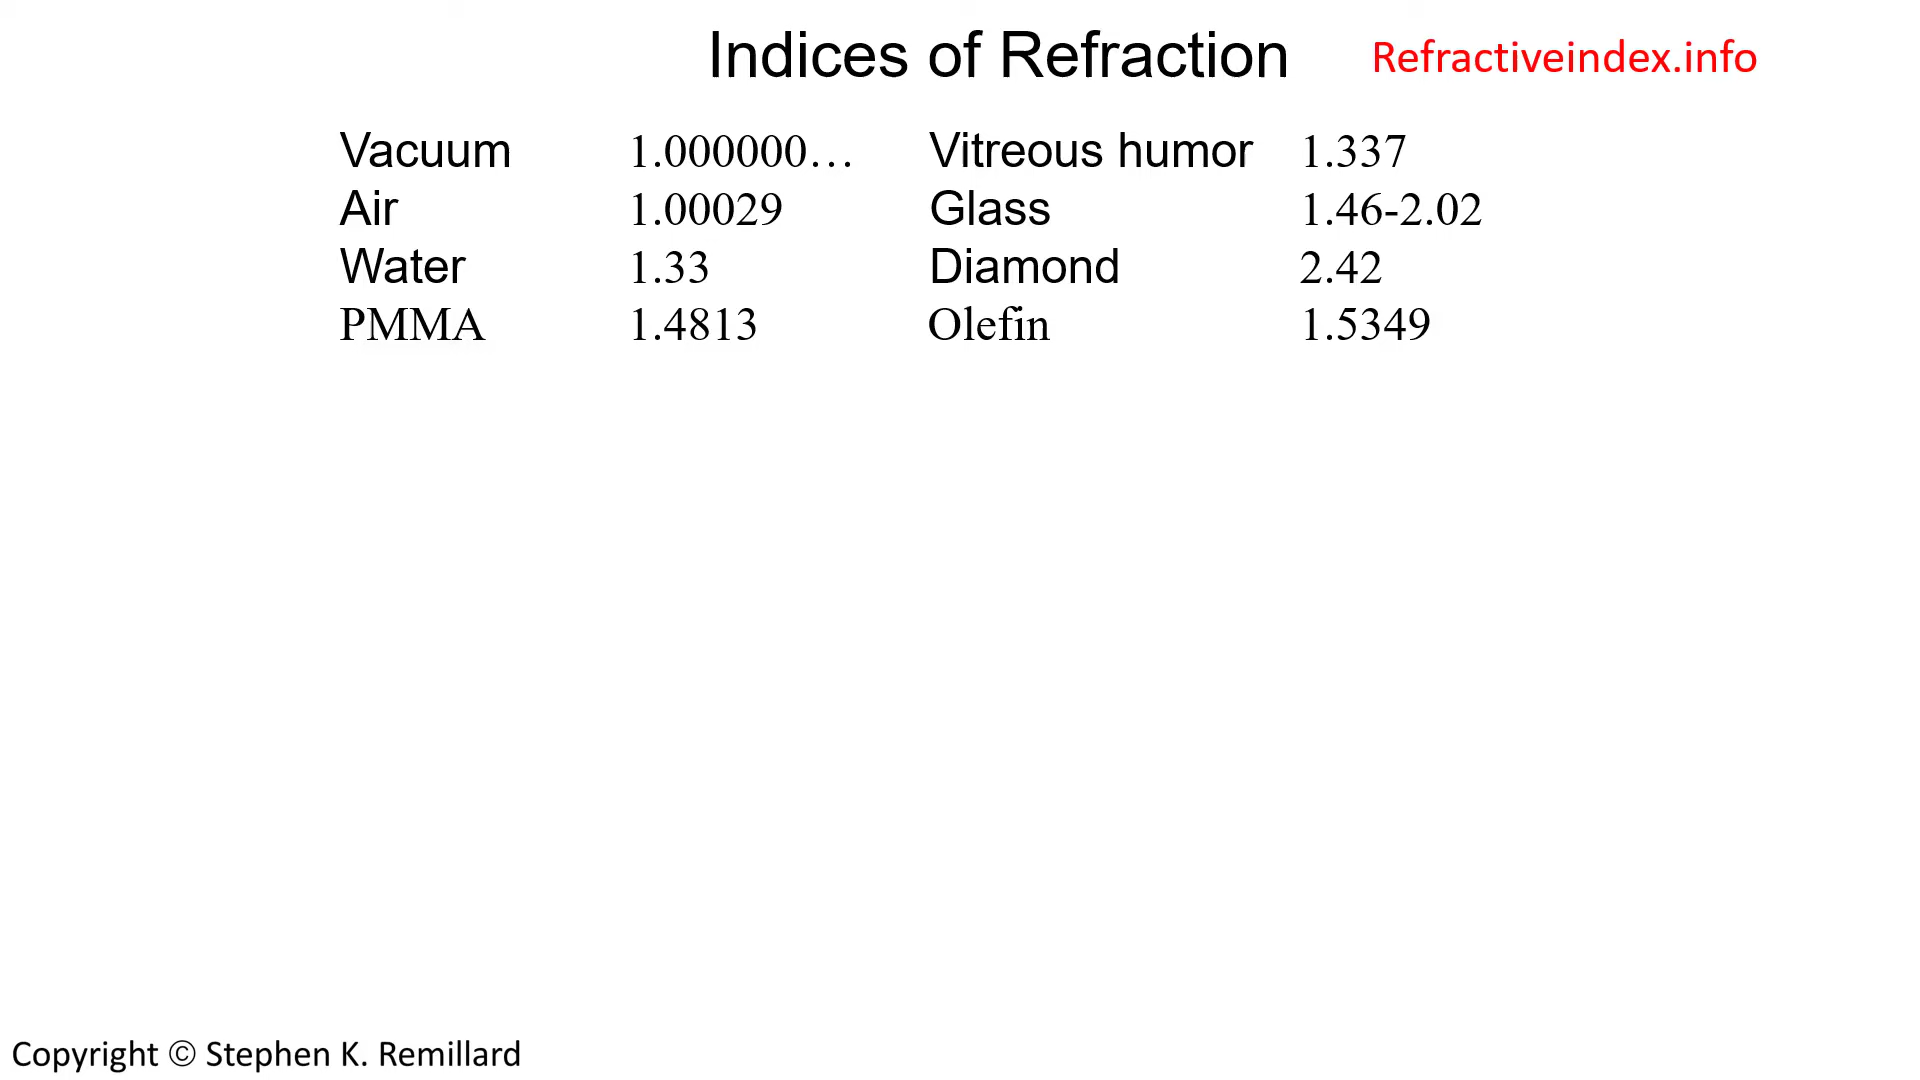 Indices of Refraction Refractiveindex.info
Vacuum 1.000000… Vitreous humor 1.337
Air 1.00029 Glass 1.46-2.02
Water 1.33 Diamond 2.42
PMMA 1.4813 Olefin 1.5349
Copyright © Stephen K. Remillard